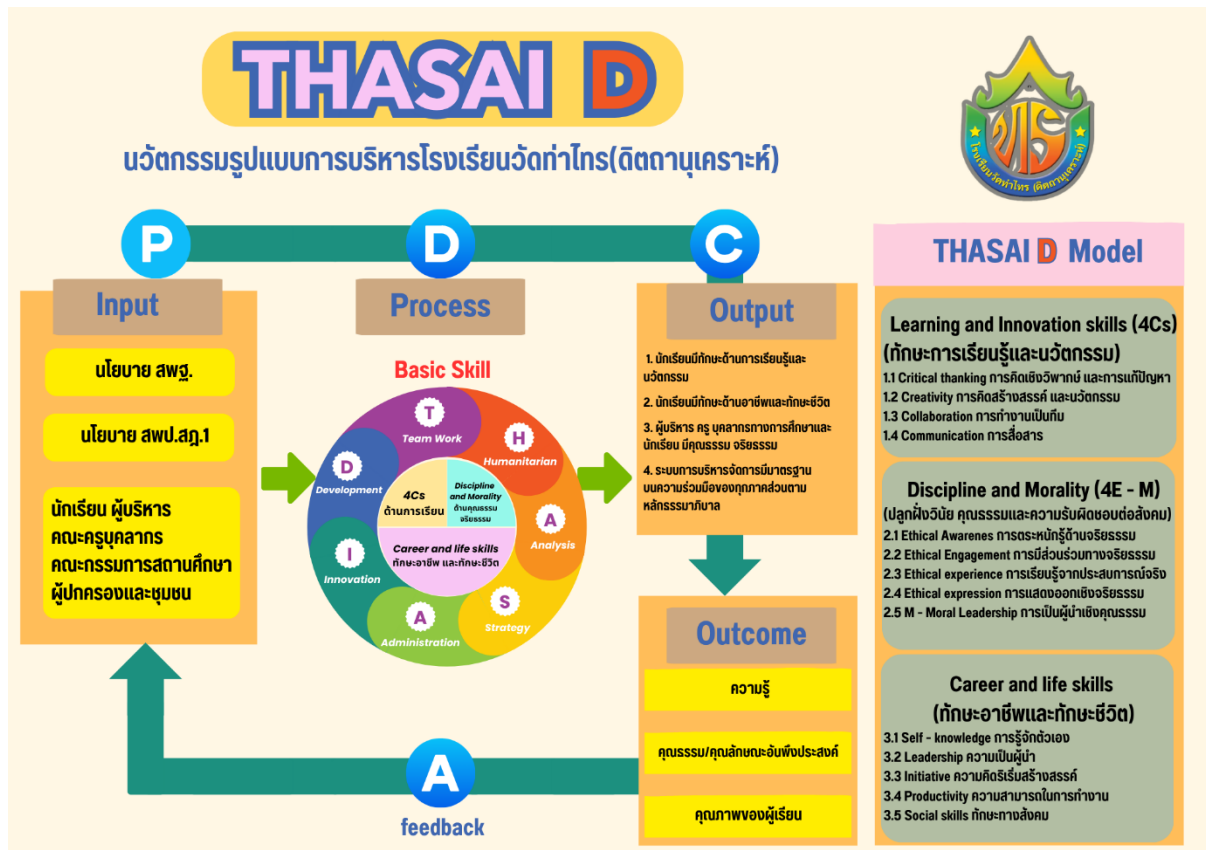 THASAI D
นวัตกรรมรูปแบบการบริหารโรงเรียนวัดท่าไทร(ดิตถานุเคราะห์)
ทร
โรงเรียนวัดท่าไทร (ดิตถานุเคราะห์)
P
D
C
Input
นโยบาย สพฐ.
นโยบาย สพป.สฎ.1
นักเรียน ผู้บริหาร
คณะครูบุคลากร
คณะกรรมการสถานศึกษา
ผู้ปกครองและชุมชน
Process
Basic Skill
T
Team Work
H
Humanitarian
A
Analysis
S
Strategy
A
Administration
I
Innovation
D
Development
4Cs
ด้านการเรียน
Discipline
and Morality
ด้านคุณธรรม
จริยธรรม
Career and life skills
ทักษะอาชีพ และทักษะชีวิต
Output
1. นักเรียนมีทักษะด้านการเรียนรู้และ
นวัตกรรม
2. นักเรียนมีทักษะด้านอาชีพและทักษะชีวิต
3. ผู้บริหาร ครู บุคลากรทางการศึกษาและ
นักเรียน มีคุณธรรม จริยธรรม
4. ระบบการบริหารจัดการมีมาตรฐาน
บนความร่วมมือของทุกภาคส่วนตาม
หลักธรรมาภิบาล
Outcome
ความรู้
คุณธรรม/คุณลักษณะอันพึงประสงค์
คุณภาพของผู้เรียน
A
feedback
THASAI D Model
Learning and Innovation skills (4Cs)
(ทักษะการเรียนรู้และนวัตกรรม)
1.1 Critical thanking การคิดเชิงวิพากษ์ และการแก้ปัญหา
1.2 Creativity การคิดสร้างสรรค์ และนวัตกรรม
1.3 Collaboration การทำงานเป็นทีม
1.4 Communication การสื่อสาร
Discipline and Morality (4E - M)
(ปลูกฝังวินัย คุณธรรมและความรับผิดชอบต่อสังคม)
2.1 Ethical Awarenes การตระหนักรู้ด้านจริยธรรม
2.2 Ethical Engagement การมีส่วนร่วมทางจริยธรรม
2.3 Ethical experience การเรียนรู้จากประสบการณ์จริง
2.4 Ethical expression การแสดงออกเชิงจริยธรรม
2.5 M - Moral Leadership การเป็นผู้นำเชิงคุณธรรม
Career and life skills
(ทักษะอาชีพและทักษะชีวิต)
3.1 Self - knowledge การรู้จักตัวเอง
3.2 Leadership ความเป็นผู้นำ
3.3 Initiative ความคิดริเริ่มสร้างสรรค์
3.4 Productivity ความสามารถในการทำงาน
3.5 Social skills ทักษะทางสังคม